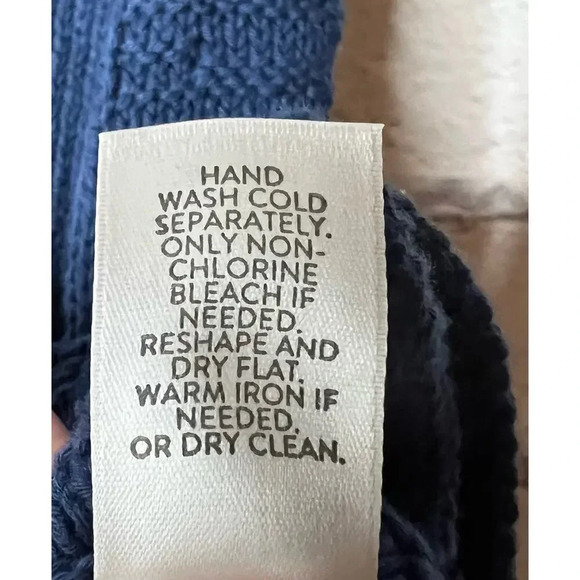 HAND
WASH COLD
SEPARATELY.
ONLY NON-
CHLORINE
BLEACH IF
NEEDED.
RESHAPE AND
DRY FLAT.
WARM IRON IF
NEEDED.
OR DRY CLEAN.